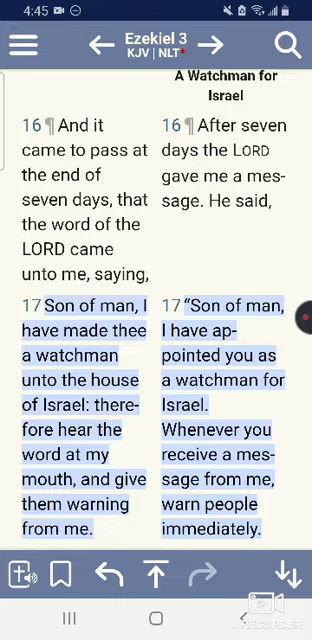 4:45
Ezekiel 3
KJV | NLT*
A Watchman for
Israel
16 ¶ And it
came to pass at
the end of
seven days, that
the word of the
LORD came
unto me, saying,
16 ¶ After seven
days the LORD
gave me a mes-
sage. He said,
17 Son of man, I
have made thee
a watchman
unto the house
of Israel: there-
fore hear the
word at my
mouth, and give
them warning
from me.
17 “Son of man,
I have ap-
pointed you as
a watchman for
Israel.
Whenever you
receive a mes-
sage from me,
warn people
immediately.
RECORDER